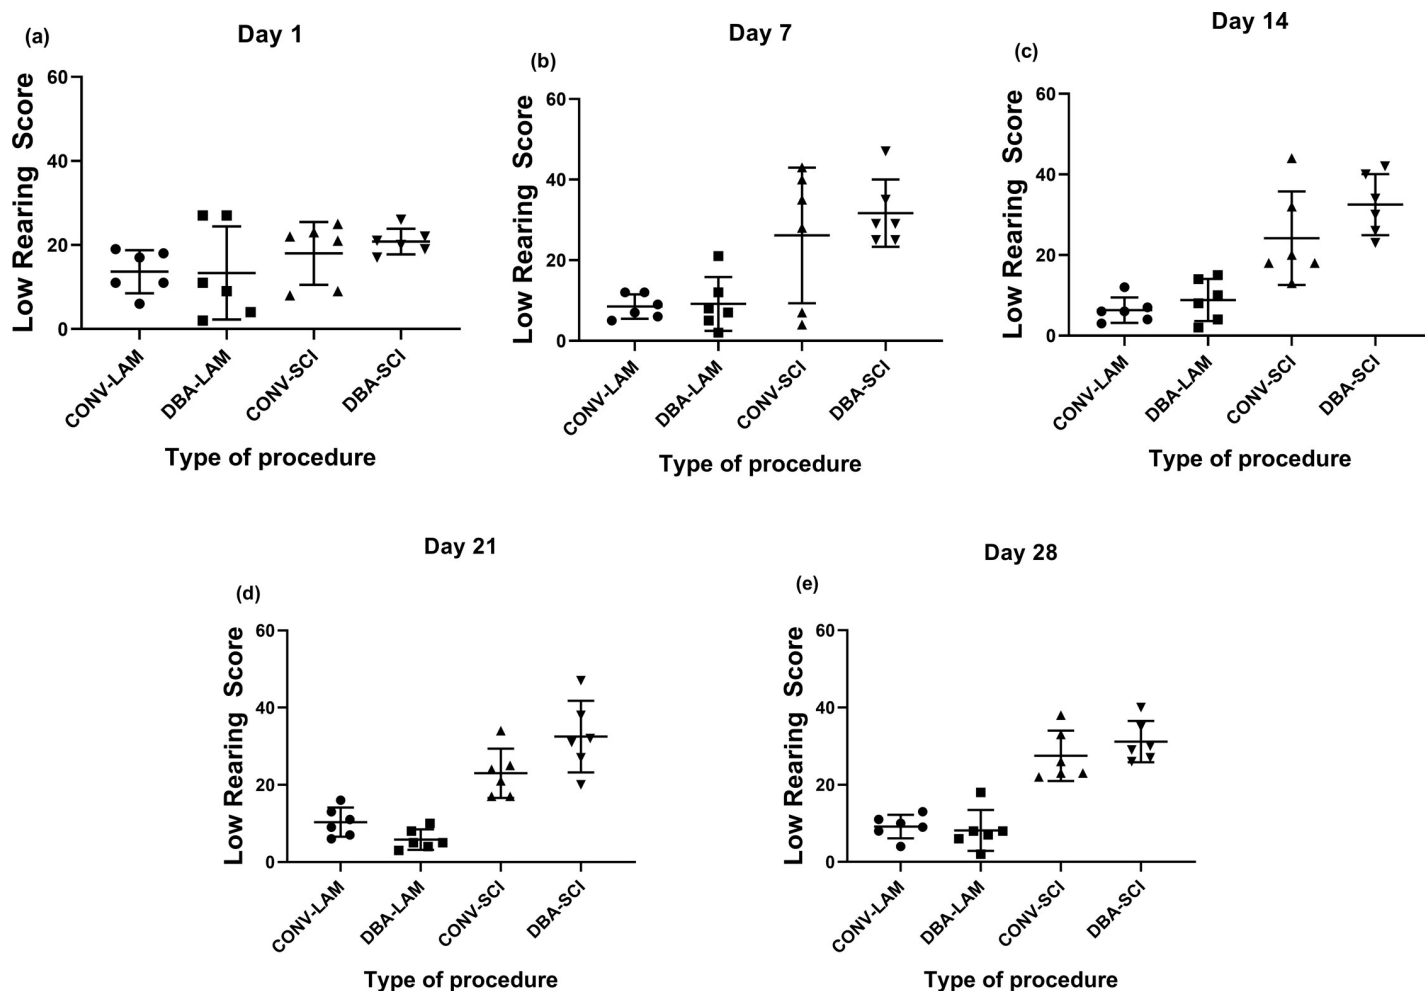 (a)
Day 1
Low Rearing Score
60
40
20
0
CONV-LAM
DBA-LAM
CONV-SCI
DBA-SCI
Type of procedure
(b)
Day 7
Low Rearing Score
60
40
20
0
CONV-LAM
DBA-LAM
CONV-SCI
DBA-SCI
Type of procedure
(c)
Day 14
Low Rearing Score
60
40
20
0
CONV-LAM
DBA-LAM
CONV-SCI
DBA-SCI
Type of procedure
(d)
Day 21
Low Rearing Score
60
40
20
0
CONV-LAM
DBA-LAM
CONV-SCI
DBA-SCI
Type of procedure
(e)
Day 28
Low Rearing Score
60
40
20
0
CONV-LAM
DBA-LAM
CONV-SCI
DBA-SCI
Type of procedure